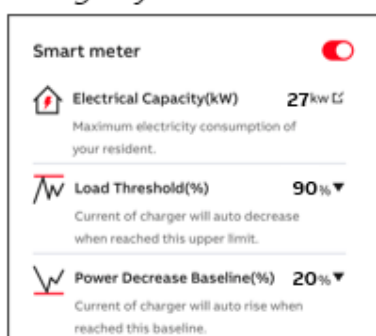 Smart meter
Electrical Capacity(kW) 27kw
Maximum electricity consumption of
your resident.
Load Threshold(%) 90%▼
Current of charger will auto decrease
when reached this upper limit.
Power Decrease Baseline(%) 20%▼
Current of charger will auto rise when
reached this baseline.